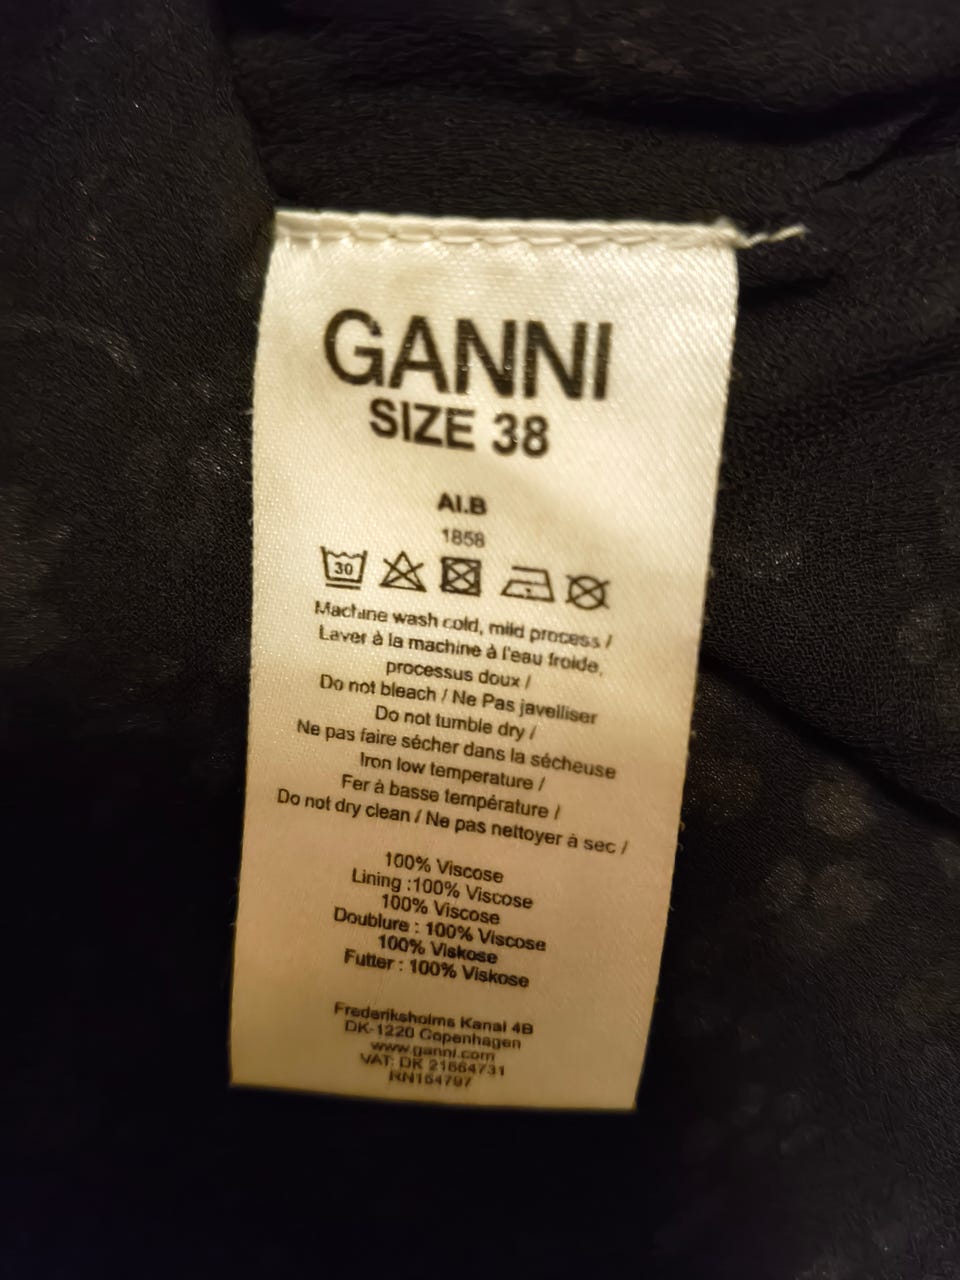 GANNI
SIZE 38
AI.B
1858
30
Machine wash cold, mild process /
Laver à la machine à l'eau froide,
processus doux /
Do not bleach / Ne Pas javelliser
Do not tumble dry /
Ne pas faire sécher dans la sécheuse
Iron low temperature /
Fer à basse température /
Do not dry clean / Ne pas nettoyer à sec /
100% Viscose
Lining :100% Viscose
100% Viscose
Doublure : 100% Viscose
100% Viskose
Futter : 100% Viskose
Frederiksholms Kanal 4B
DK-1220 Copenhagen
www.ganni.com
VAT: DK 21664731
RN154797